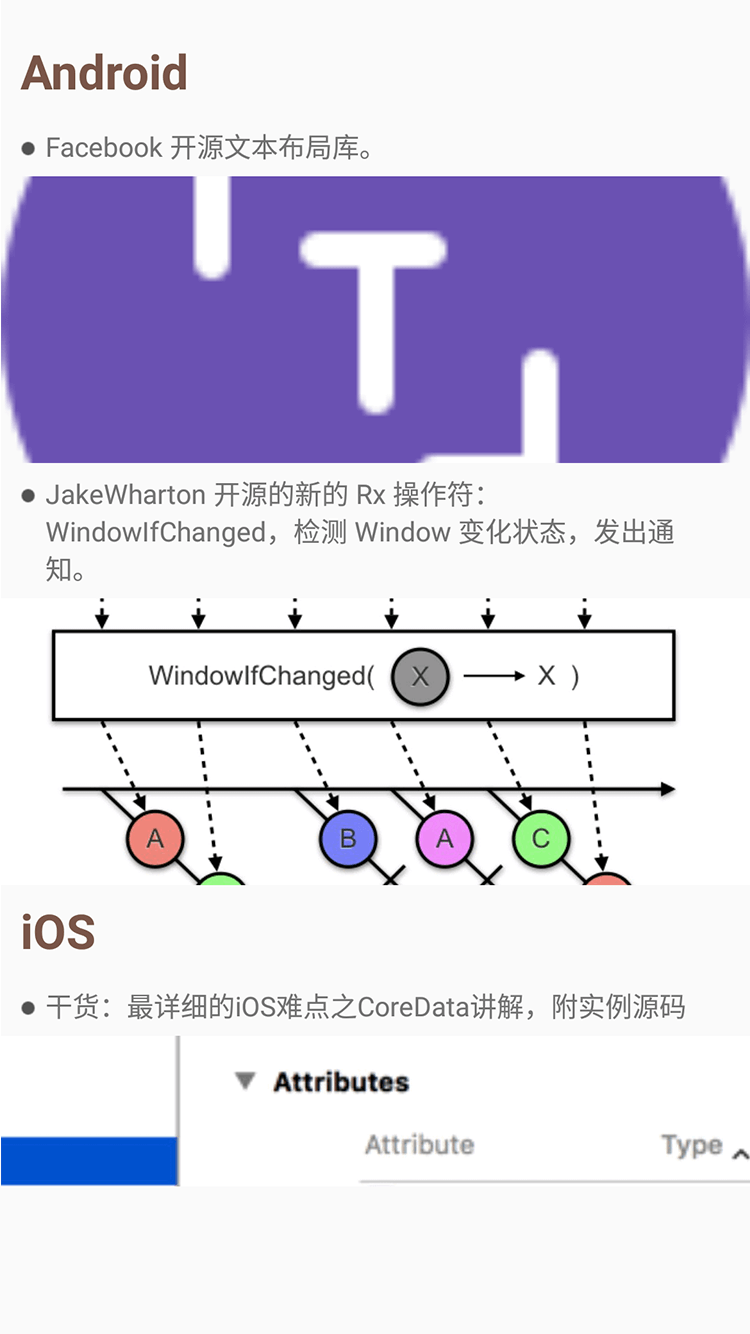 Android
● Facebook 开源文本布局库。
T
● JakeWharton 开源的新的 Rx 操作符：
WindowIfChanged，检测 Window 变化状态，发出通
知。
WindowIfChanged( X → X )
A B A C
iOS
● 干货：最详细的iOS难点之CoreData讲解，附实例源码
▼ Attributes
Attribute Type